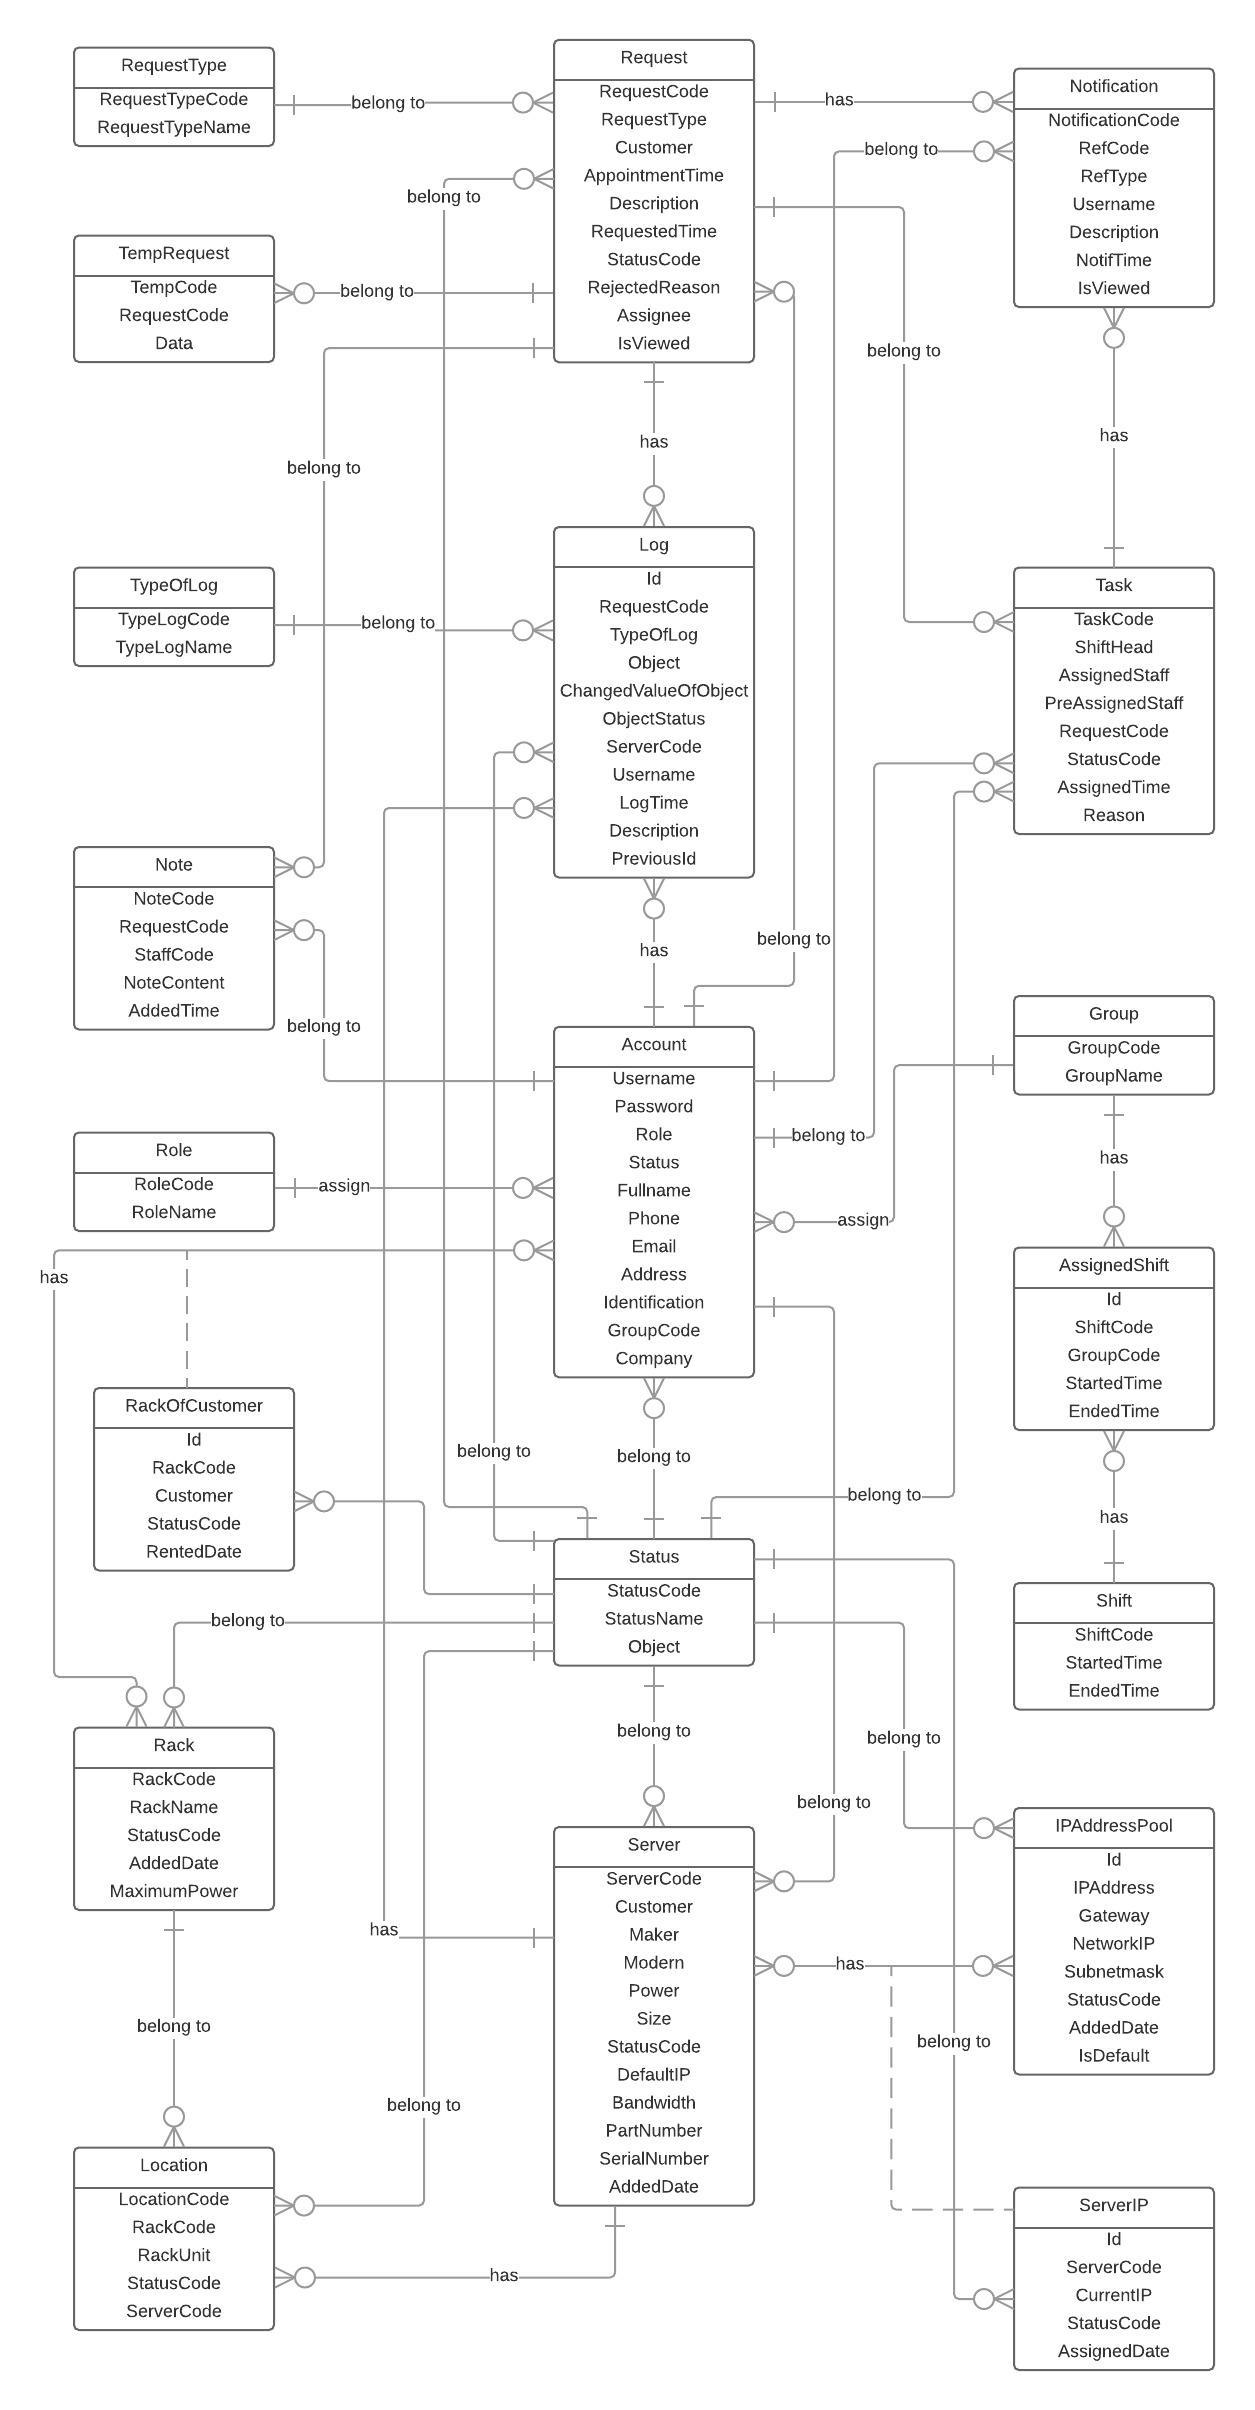 RequestType
RequestTypeCode
RequestTypeName
belong to
Request
RequestCode
RequestType
Customer
AppointmentTime
Description
RequestedTime
StatusCode
RejectedReason
Assignee
IsViewed
has
Notification
NotificationCode
RefCode
RefType
Username
Description
NotifTime
IsViewed
belong to
belong to
TempRequest
TempCode
RequestCode
Data
belong to
belong to
has
has
belong to
TypeOfLog
TypeLogCode
TypeLogName
belong to
Log
Id
RequestCode
TypeOfLog
Object
ChangedValueOfObject
ObjectStatus
ServerCode
Username
LogTime
Description
PreviousId
Task
TaskCode
ShiftHead
AssignedStaff
PreAssignedStaff
RequestCode
StatusCode
AssignedTime
Reason
Note
NoteCode
RequestCode
StaffCode
NoteContent
AddedTime
has
belong to
belong to
Account
Username
Password
Role
Status
Fullname
Phone
Email
Address
Identification
GroupCode
Company
Group
GroupCode
GroupName
belong to
has
Role
RoleCode
RoleName
assign
assign
has
AssignedShift
Id
ShiftCode
GroupCode
StartedTime
EndedTime
RackOfCustomer
Id
RackCode
Customer
StatusCode
RentedDate
belong to
belong to
belong to
has
Status
StatusCode
StatusName
Object
Shift
ShiftCode
StartedTime
EndedTime
belong to
belong to
belong to
Rack
RackCode
RackName
StatusCode
AddedDate
MaximumPower
belong to
Server
ServerCode
Customer
Maker
Modern
Power
Size
StatusCode
DefaultIP
Bandwidth
PartNumber
SerialNumber
AddedDate
IPAddressPool
Id
IPAddress
Gateway
NetworkIP
Subnetmask
StatusCode
AddedDate
IsDefault
has
has
belong to
belong to
belong to
Location
LocationCode
RackCode
RackUnit
StatusCode
ServerCode
has
ServerIP
Id
ServerCode
CurrentIP
StatusCode
AssignedDate